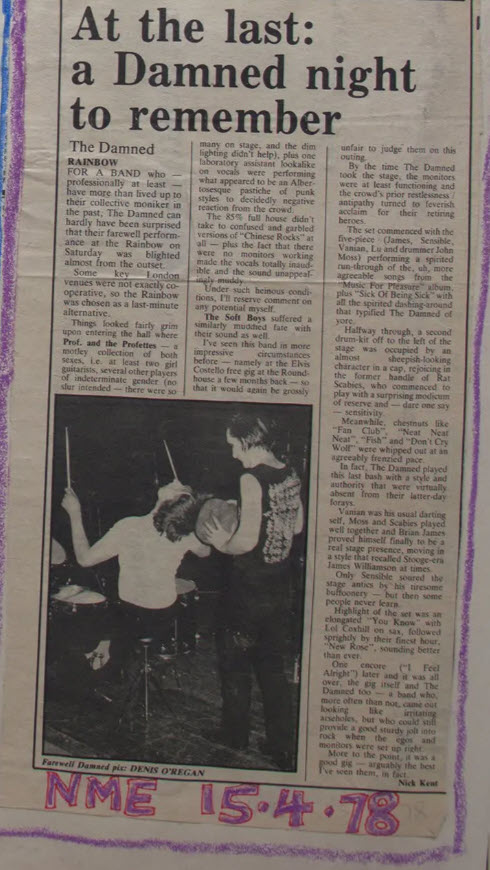 At the last:
a Damned night
to remember
The Damned
RAINBOW
FOR A BAND who —
professionally at least —
have more than lived up to
their collective moniker in
the past, The Damned can
hardly have been surprised
that their farewell perform-
ance at the Rainbow on
Saturday was blighted
almost from the outset.
Some key London
venues were not exactly co-
operative, so the Rainbow
was chosen as a last-minute
alternative.
Things looked fairly grim
upon entering the hall where
Prof. and the Profettes — a
motley collection of both
sexes, i.e. at least two girl
guitarists, several other players
of indeterminate gender (no
slur intended — there were so
many on stage, and the dim
lighting didn't help), plus one
laboratory assistant lookalike
on vocals were performing
what appeared to be an Alber-
tosesque pastiche of punk
styles to decidedly negative
reaction from the crowd.
The 85% full house didn't
take to confused and garbled
versions of "Chinese Rocks" at
all — plus the fact that there
were no monitors working
made the vocals totally inaud-
ible and the sound unappeal-
ingly muddy.
Under such heinous condi-
tions, I'll reserve comment on
any potential myself.
The Soft Boys suffered a
similarly muddied fate with
their sound as well.
I've seen this band in more
impressive circumstances
before — namely at the Elvis
Costello free gig at the Round-
house a few months back — so
that it would again be grossly
unfair to judge them on this
outing.
By the time The Damned
took the stage, the monitors
were at least functioning and
the crowd's prior restlessness /
antipathy turned to feverish
acclaim for their retiring
heroes.
The set commenced with the
five-piece (James, Sensible,
Vanian, Lu and drummer John
Moss) performing a spirited
run-through of the, uh, more
agreeable songs from the
"Music For Pleasure" album,
plus "Sick Of Being Sick" with
all the spirited dashing-around
that typified The Damned of
yore.
Halfway through, a second
drum-kit off to the left of the
stage was occupied by an
almost sheepish-looking
character in a cap, rejoicing in
the former handle of Rat
Scabies, who commenced to
play with a surprising modicum
of reserve and — dare one say
— sensitivity.
Meanwhile, chestnuts like
"Fan Club", "Neat Neat
Neat", "Fish" and "Don't Cry
Wolf" were whipped out at an
agreeably frenzied pace.
In fact, The Damned played
this last bash with a style and
authority that were virtually
absent from their latter-day
forays.
Vanian was his usual darting
self, Moss and Scabies played
well together and Brian James
proved himself finally to be a
real stage presence, moving in
a style that recalled Stooge-era
James Williamson at times.
Only Sensible soured the
stage antics by his tiresome
buffoonery — but then some
people never learn.
Highlight of the set was an
elongated "You Know" with
Lol Coxhill on sax, followed
sprightly by their finest hour,
"New Rose", sounding better
than ever.
One encore ("I Feel
Alright") later and it was all
over, the gig itself and The
Damned too — a band who,
more often than not, came out
looking like irritating
arseholes, but who could still
provide a good sturdy jolt into
rock when the egos and
monitors were set up right.
More to the point, it was a
good gig — arguably the best
I've seen them, in fact.
Nick Kent
Farewell Damned pic: DENIS O'REGAN
NME 15.4.78